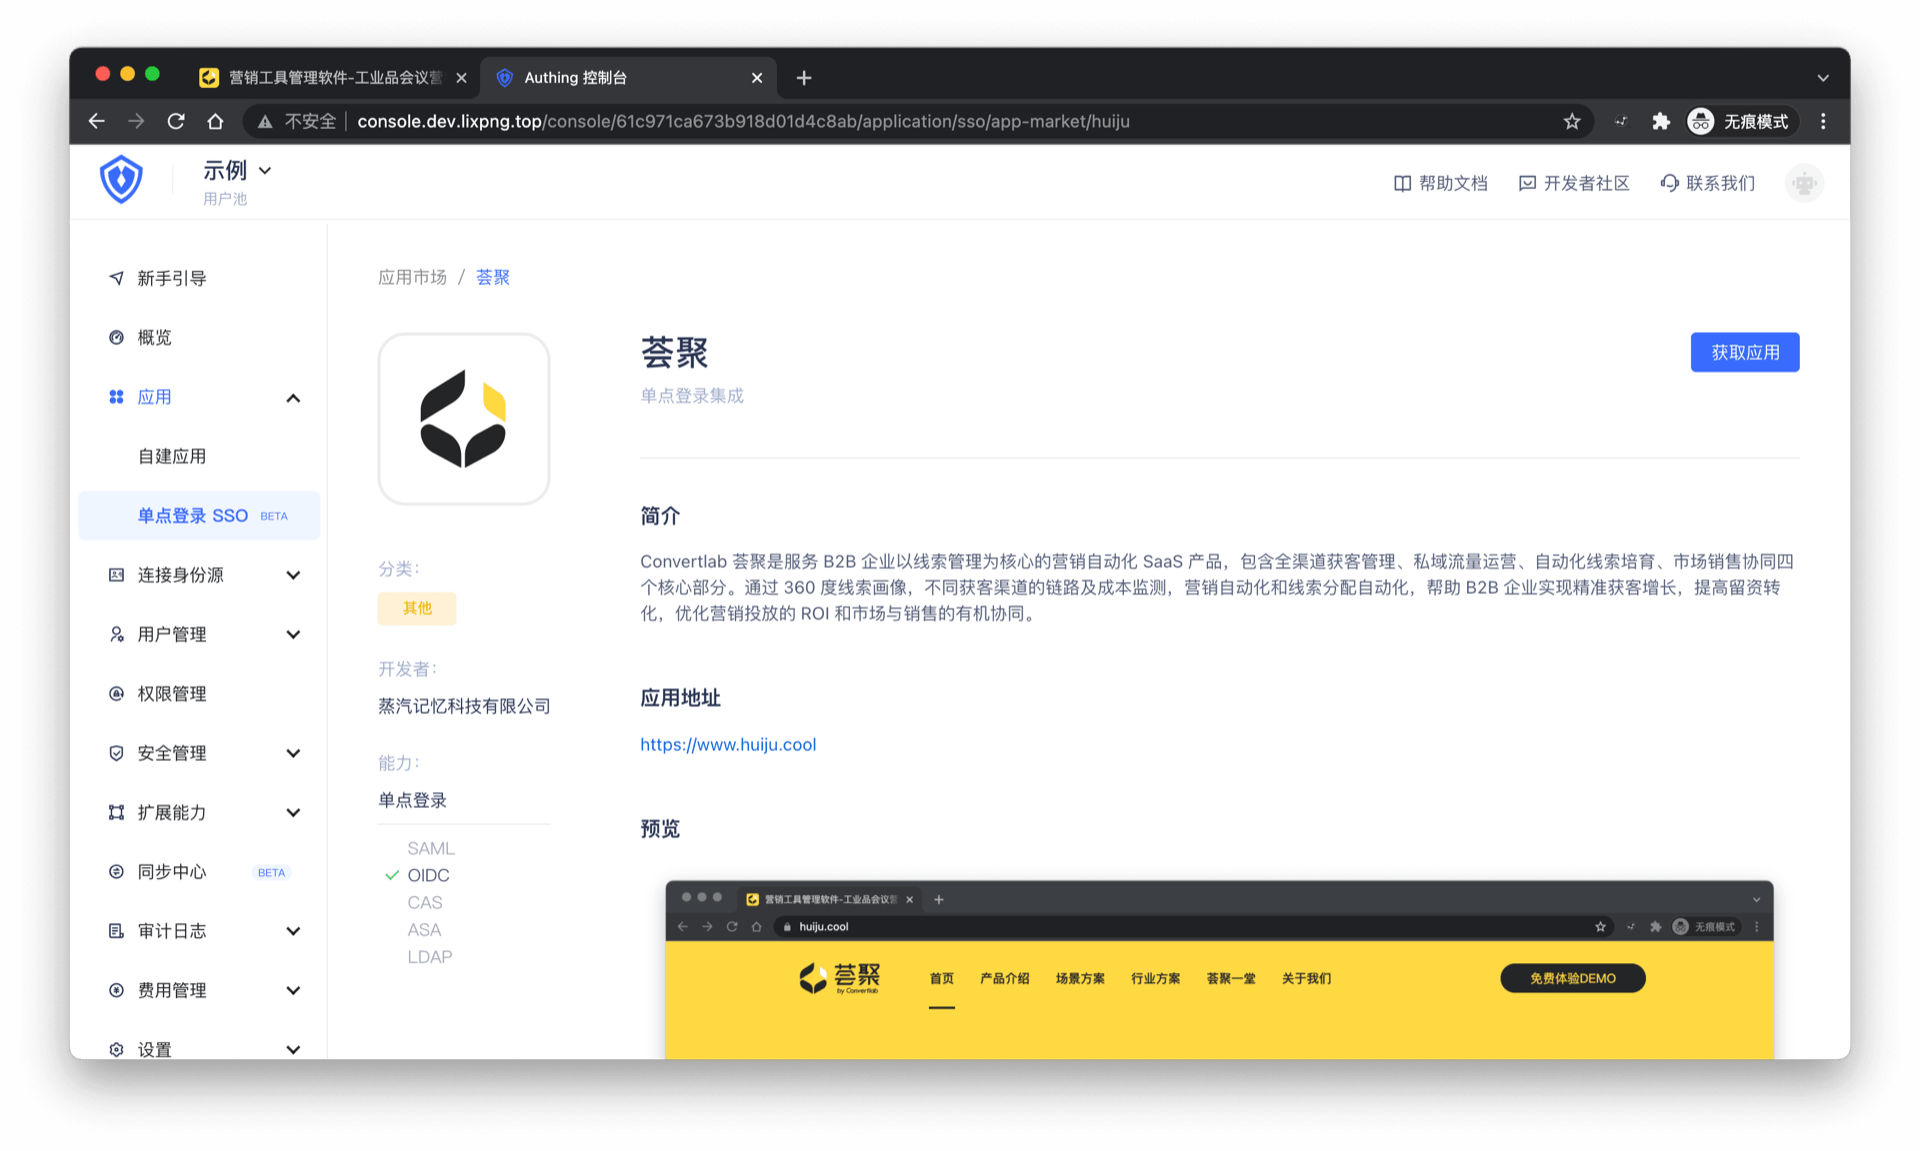 营销工具管理软件-工业品会议营
Authing 控制台
不安全
console.dev.lixpng.top/console/61c971ca673b918d01d4c8ab/application/sso/app-market/huiju
无痕模式
示例
用户池
帮助文档
开发者社区
联系我们
新手引导
概览
应用
自建应用
单点登录 SSO BETA
连接身份源
用户管理
权限管理
安全管理
扩展能力
同步中心 BETA
审计日志
费用管理
设置
应用市场 / 荟聚
分类：
其他
开发者：
蒸汽记忆科技有限公司
能力：
单点登录
SAML
OIDC
CAS
ASA
LDAP
荟聚
获取应用
单点登录集成
简介
Convertlab 荟聚是服务 B2B 企业以线索管理为核心的营销自动化 SaaS 产品，包含全渠道获客管理、私域流量运营、自动化线索培育、市场销售协同四
个核心部分。通过 360 度线索画像，不同获客渠道的链路及成本监测，营销自动化和线索分配自动化，帮助 B2B 企业实现精准获客增长，提高留资转
化，优化营销投放的 ROI 和市场与销售的有机协同。
应用地址
https://www.huiju.cool
预览
营销工具管理软件-工业品会议营
huiju.cool
无痕模式
荟聚
by Convertlab
首页
产品介绍
场景方案
行业方案
荟聚一堂
关于我们
免费体验DEMO